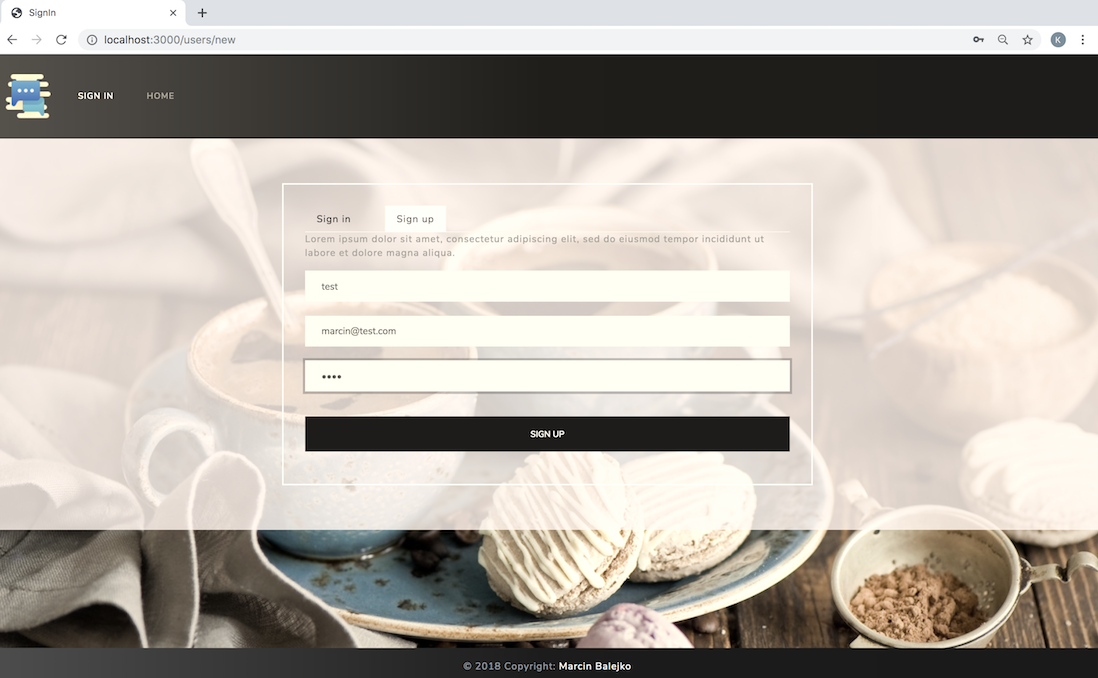 SignIn
localhost:3000/users/new
K
SIGN IN
HOME
Sign in
Sign up
Lorem ipsum dolor sit amet, consectetur adipiscing elit, sed do eiusmod tempor incididunt ut
labore et dolore magna aliqua.
test
marcin@test.com
••••
SIGN UP
© 2018 Copyright: Marcin Balejko